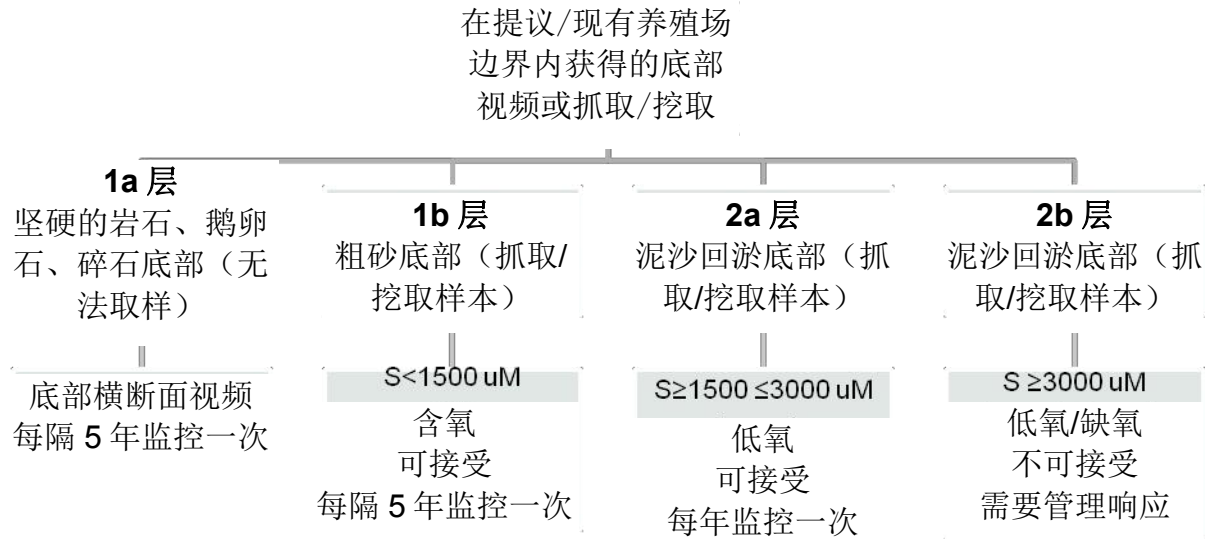 在提议/现有养殖场
边界内获得的底部
视频或抓取/挖取
1a 层
坚硬的岩石、鹅卵
石、碎石底部（无
法取样）
1b 层
粗砂底部（抓取/
挖取样本）
2a 层
泥沙回淤底部（抓
取/挖取样本）
2b 层
泥沙回淤底部（抓
取/挖取样本）
底部横断面视频
每隔 5 年监控一次
S<1500 uM
含氧
可接受
每隔 5 年监控一次
S≥1500 ≤3000 uM
低氧
可接受
每年监控一次
S ≥3000 uM
低氧/缺氧
不可接受
需要管理响应